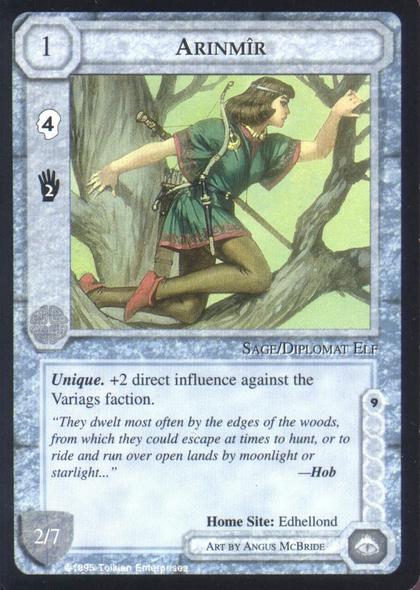 1
ARINMÎR
4
2
SAGE/DIPLOMAT ELF
Unique. +2 direct influence against the
Variags faction.
9
“They dwelt most often by the edges of the woods,
from which they could escape at times to hunt, or to
ride and run over open lands by moonlight or
starlight...” —Hob
Home Site: Edhellond
2/7
ART BY ANGUS MCBRIDE
©1995 Tolkien Enterprises